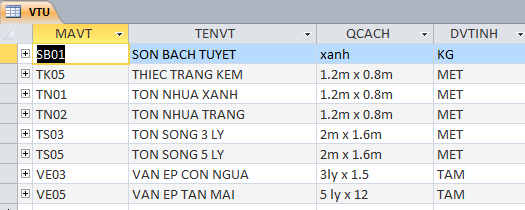 VTU
MAVT TENVT QCACH DVTINH
SB01 SON BACH TUYET xanh KG
TK05 THIEC TRANG KEM 1.2m x 0.8m MET
TN01 TON NHUA XANH 1.2m x 0.8m MET
TN02 TON NHUA TRANG 1.2m x 0.8m MET
TS03 TON SONG 3 LY 2m x 1.6m MET
TS05 TON SONG 5 LY 2m x 1.6m MET
VE03 VAN EP CON NGUA 3ly x 1.5 TAM
VE05 VAN EP TAN MAI 5 ly x 12 TAM